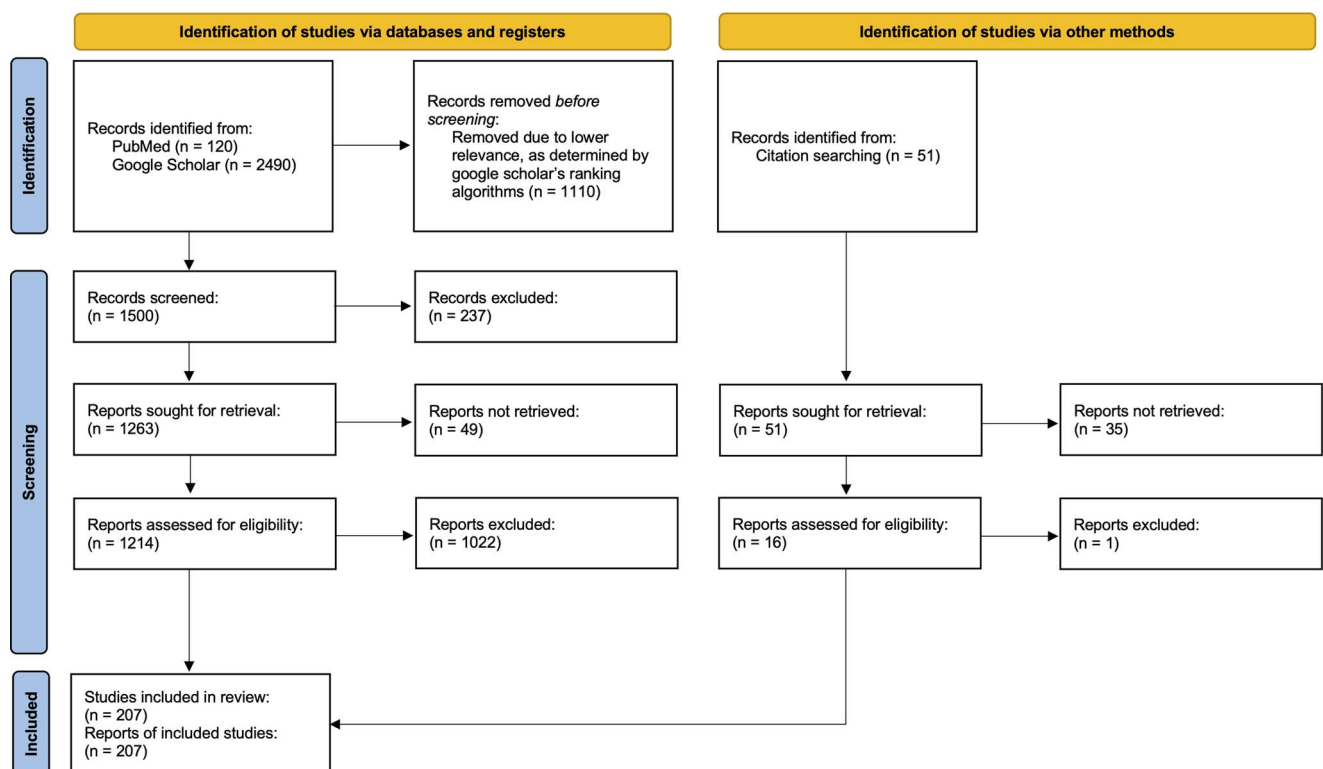 Identification of studies via databases and registers
Identification of studies via other methods
Identification
Records identified from:
PubMed (n = 120)
Google Scholar (n = 2490)
Records removed before
screening:
Removed due to lower
relevance, as determined by
google scholar's ranking
algorithms (n = 1110)
Records identified from:
Citation searching (n = 51)
Screening
Records screened:
(n = 1500)
Records excluded:
(n = 237)
Reports sought for retrieval:
(n = 1263)
Reports not retrieved:
(n = 49)
Reports sought for retrieval:
(n = 51)
Reports not retrieved:
(n = 35)
Reports assessed for eligibility:
(n = 1214)
Reports excluded:
(n = 1022)
Reports assessed for eligibility:
(n = 16)
Reports excluded:
(n = 1)
Included
Studies included in review:
(n = 207)
Reports of included studies:
(n = 207)